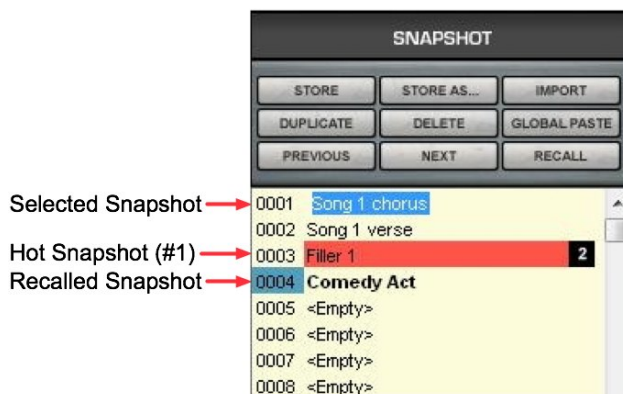 SNAPSHOT
STORE STORE AS... IMPORT
DUPLICATE DELETE GLOBAL PASTE
PREVIOUS NEXT RECALL
Selected Snapshot 0001 Song 1 chorus
0002 Song 1 verse
Hot Snapshot (#1) 0003 Filler 1 2
Recalled Snapshot 0004 Comedy Act
0005 <Empty>
0006 <Empty>
0007 <Empty>
0008 <Empty>